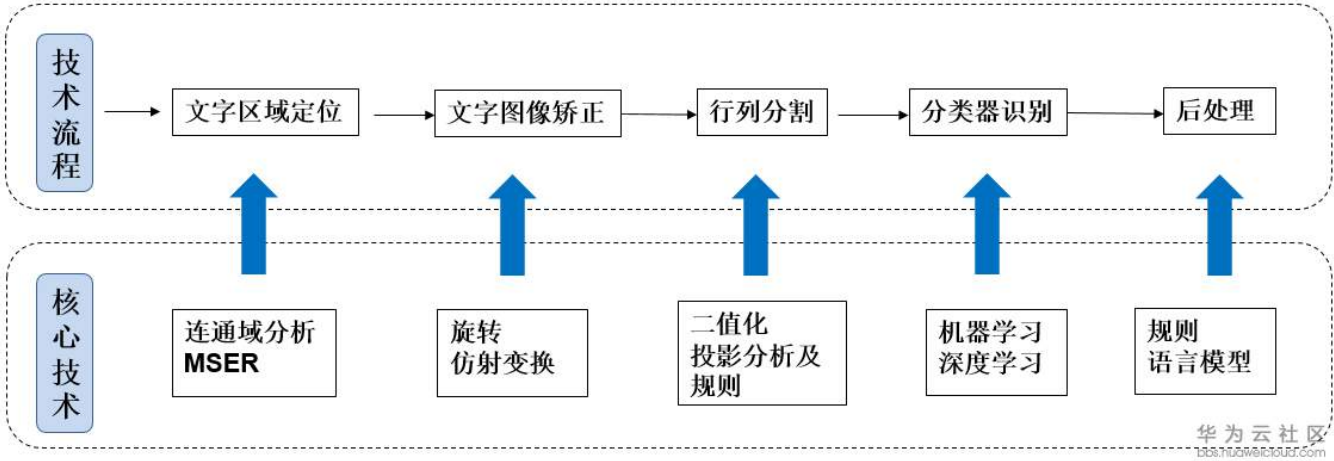 技术流程
文字区域定位
文字图像矫正
行列分割
分类器识别
后处理
核心技术
连通域分析
MSER
旋转
仿射变换
二值化
投影分析及
规则
机器学习
深度学习
规则
语言模型
华为云社区
bbs.huaweicloud.com